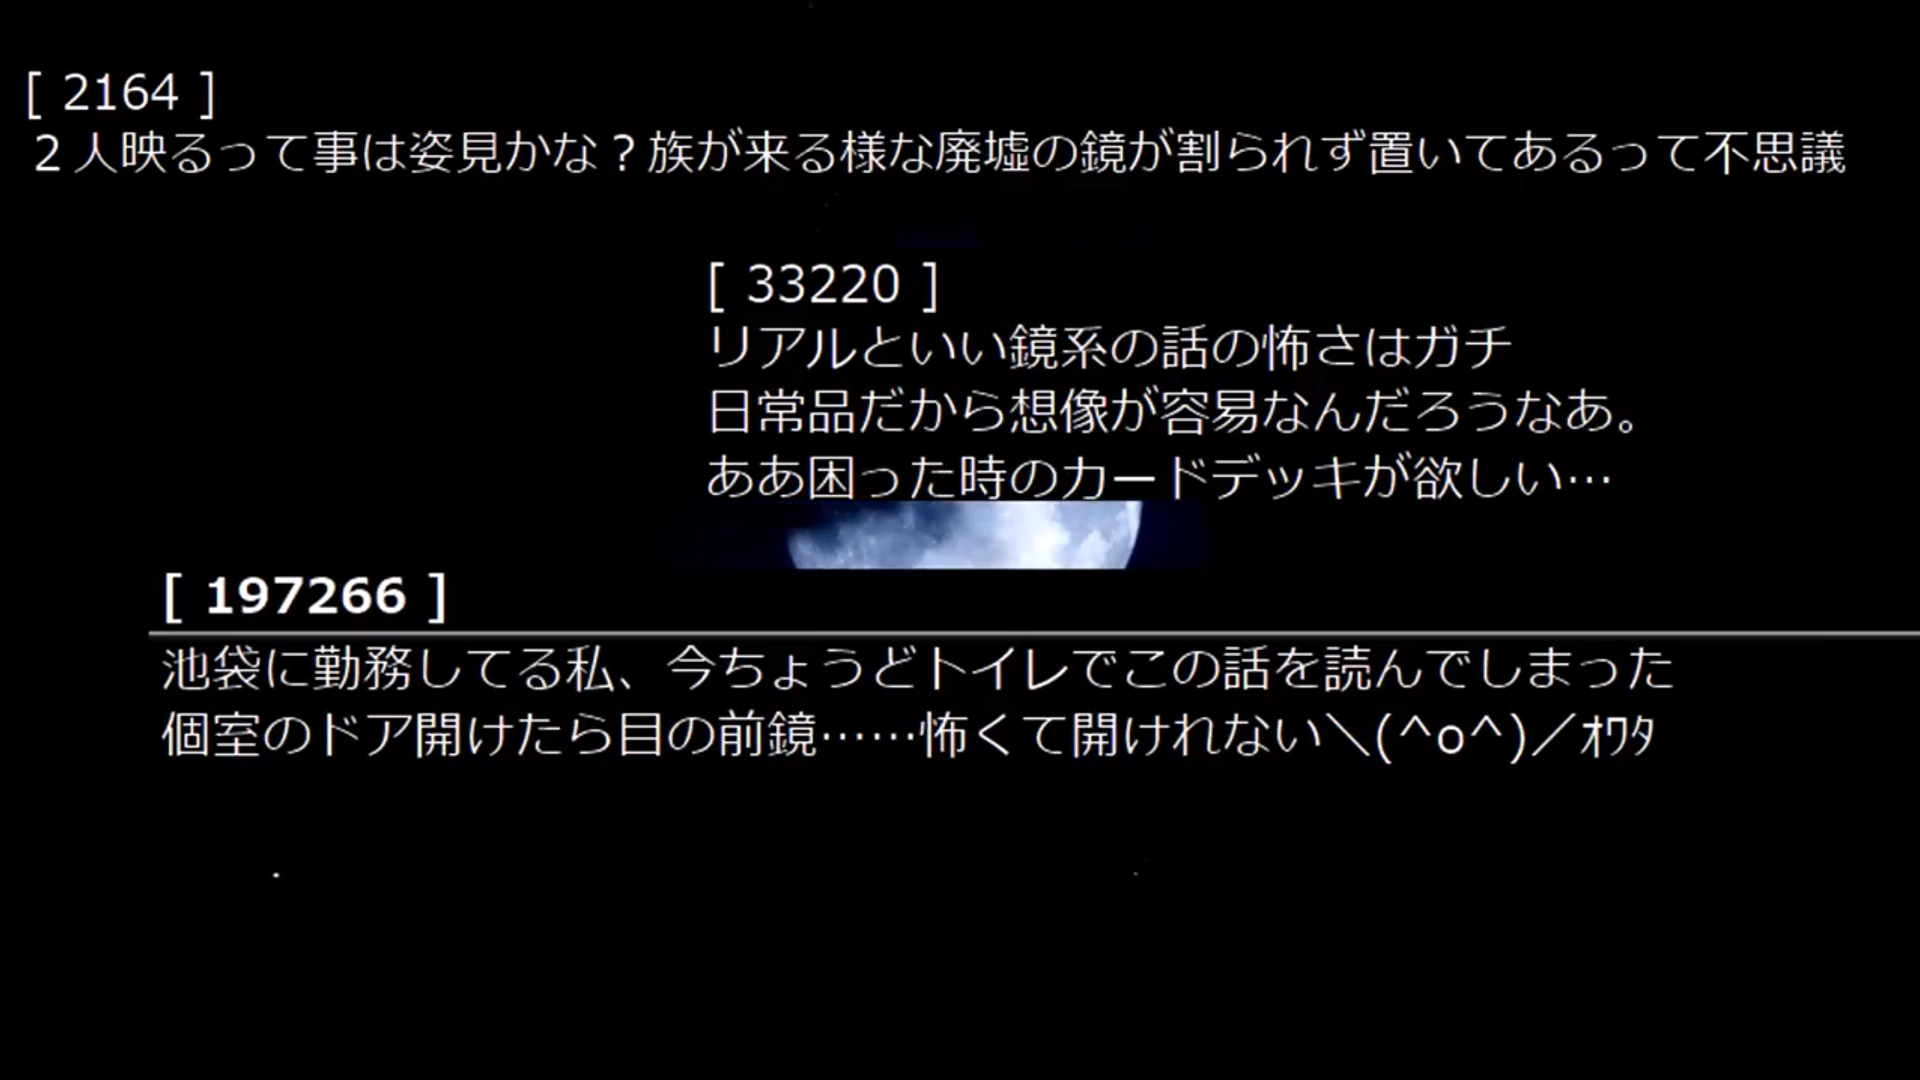 [ 2164 ]
２人映るって事は姿見かな？族が来る様な廃墟の鏡が割られず置いてあるって不思議
[ 33220 ]
リアルといい鏡系の話の怖さはガチ
日常品だから想像が容易なんだろうなあ。
ああ困った時のカードデッキが欲しい…
[ 197266 ]
池袋に勤務してる私、今ちょうどトイレでこの話を読んでしまった
個室のドア開けたら目の前鏡……怖くて開けれない＼(^o^)／ｵﾜﾀ